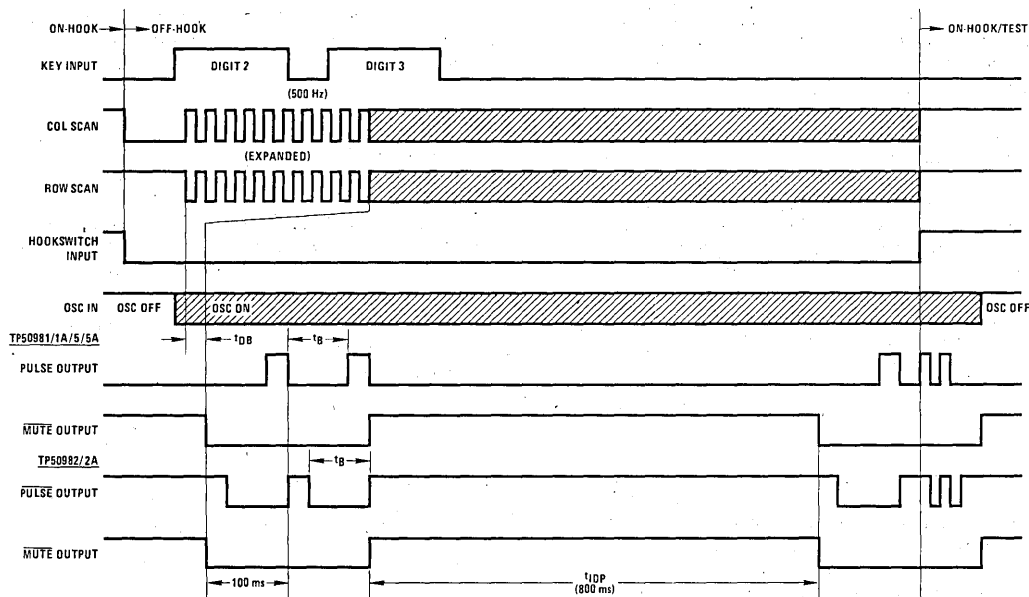 ON-HOOK
OFF-HOOK
ON-HOOK/TEST
KEY INPUT
DIGIT 2
DIGIT 3
(500 Hz)
COL SCAN
(EXPANDED)
ROW SCAN
HOOKSWITCH
INPUT
OSC IN
OSC OFF
OSC ON
OSC OFF
TP50981/1A/5/5A
tDB
tB
PULSE OUTPUT
MUTE OUTPUT
TP50982/2A
tB
PULSE OUTPUT
MUTE OUTPUT
100 ms
tIDP
(800 ms)